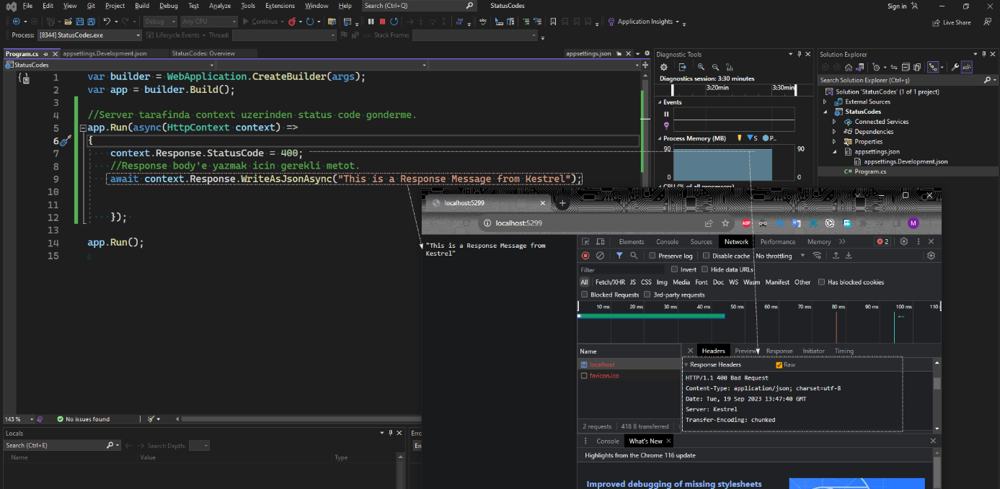 File Edit View Git Project Build Debug Test Analyze Tools Extensions Window Help Search (Ctrl+Q) StatusCodes Sign in
Debug Any CPU Continue Application Insights Live Share
Process: [8344] StatusCodes.exe Lifecycle Events Thread: Stack Frame:
Program.cs appsettings.Development.json StatusCodes: Overview appsettings.json
StatusCodes
1 var builder = WebApplication.CreateBuilder(args);
2 var app = builder.Build();
3
4 //Server tarafinda context uzerinden status code gonderme.
5 app.Run(async(HttpContext context) =>
6 {
7 context.Response.StatusCode = 400;
8 //Response body'e yazmak icin gerekli metot.
9 await context.Response.WriteAsJsonAsync("This is a Response Message from Kestrel");
10
11
12 });
13
14 app.Run();
15
143 % No issues found
Locals
Search (Ctrl+E) Search Depth:
Name Value Type
Erro
En
Diagnostic Tools
Diagnostics session: 3:30 minutes
3:20min 3:30min
Events
Process Memory (MB) S P..
90 90
0 0
CPU (% of all processors)
Solution Explorer
Search Solution Explorer (Ctrl+ş)
Solution 'StatusCodes' (1 of 1 project)
External Sources
StatusCodes
Connected Services
Dependencies
Properties
appsettings.json
appsettings.Development.json
C# Program.cs
localhost:5299
localhost:5299 ABP M
"This is a Response Message from
Kestrel"
Elements Console Sources Network Performance Memory 2
Preserve log Disable cache No throttling
Filter Invert Hide data URLs
All Fetch/XHR JS CSS Img Media Font Doc WS Wasm Manifest Other Has blocked cookies
Blocked Requests 3rd-party requests
10 ms 20 ms 30 ms 40 ms 50 ms 60 ms 70 ms 80 ms 90 ms 100 ms 110
Name Headers Preview Response Initiator Timing
localhost
favicon.ico
Response Headers Raw
HTTP/1.1 400 Bad Request
Content-Type: application/json; charset=utf-8
Date: Tue, 19 Sep 2023 13:47:40 GMT
Server: Kestrel
Transfer-Encoding: chunked
2 requests 418 B transferred
Console What's New
Highlights from the Chrome 116 update
Improved debugging of missing stylesheets